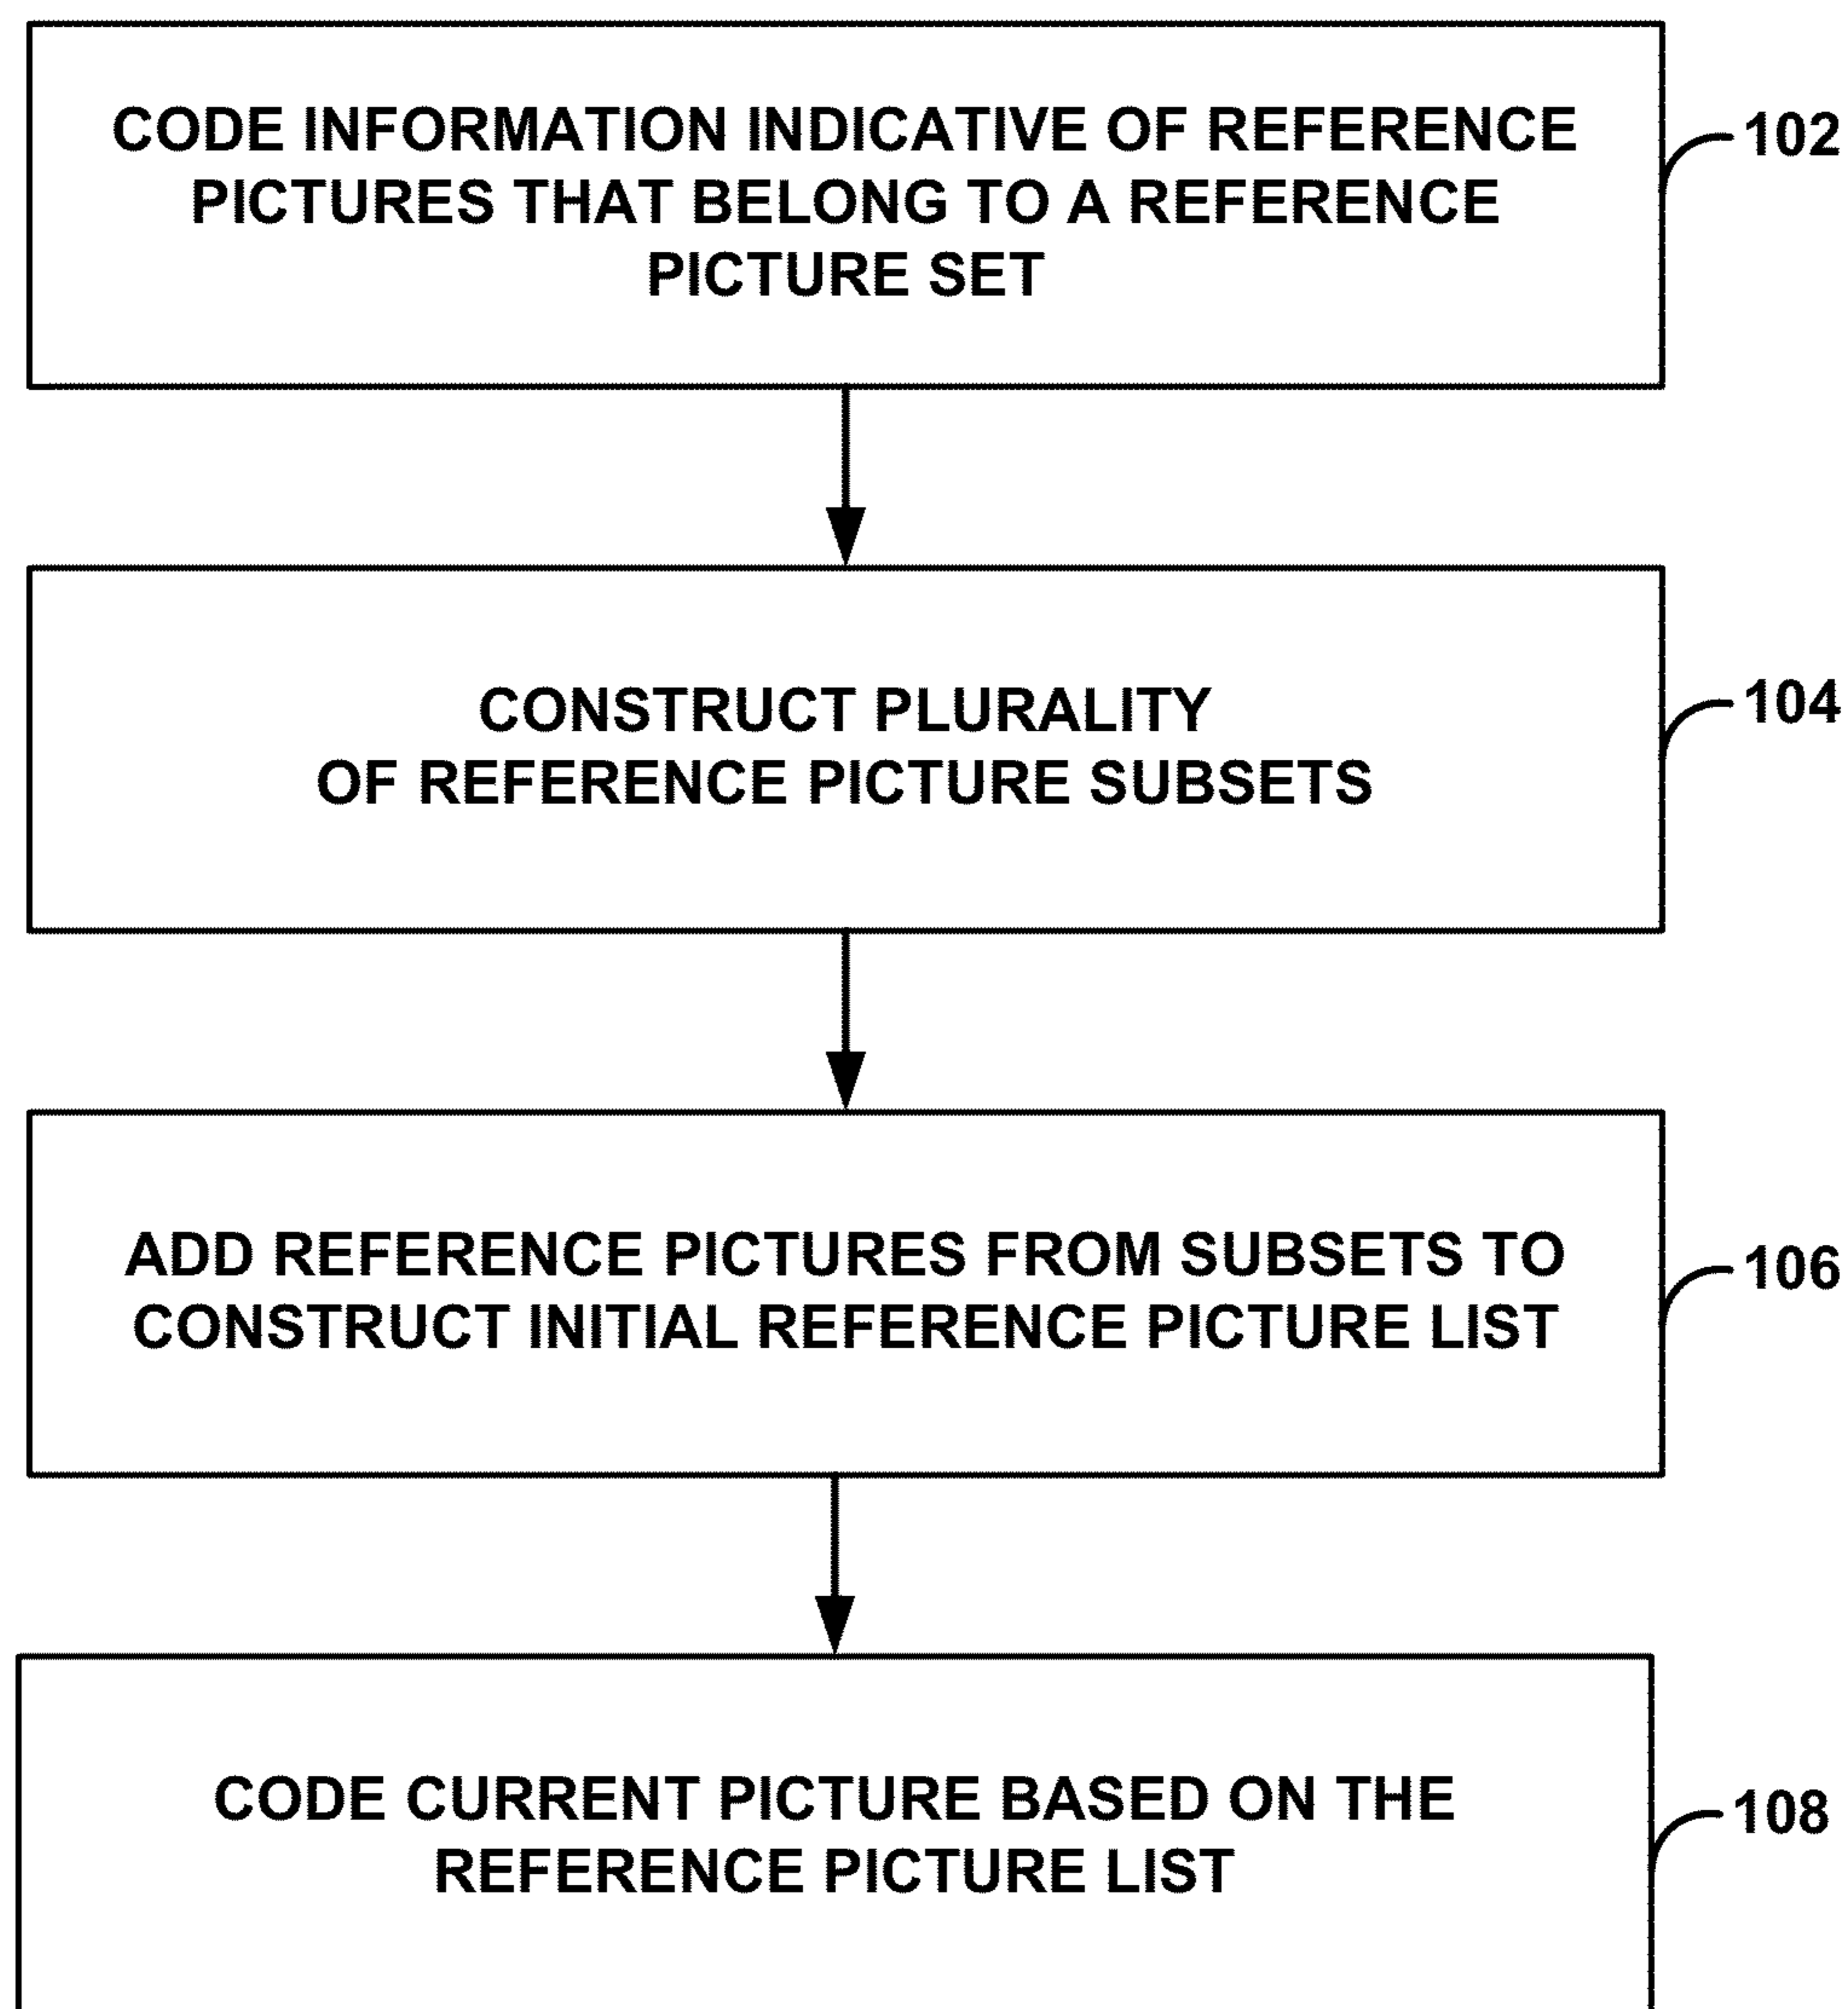 CODE INFORMATION INDICATIVE OF REFERENCE
PICTURES THAT BELONG TO A REFERENCE
PICTURE SET
102
CONSTRUCT PLURALITY
OF REFERENCE PICTURE SUBSETS
104
ADD REFERENCE PICTURES FROM SUBSETS TO
CONSTRUCT INITIAL REFERENCE PICTURE LIST
106
CODE CURRENT PICTURE BASED ON THE
REFERENCE PICTURE LIST
108